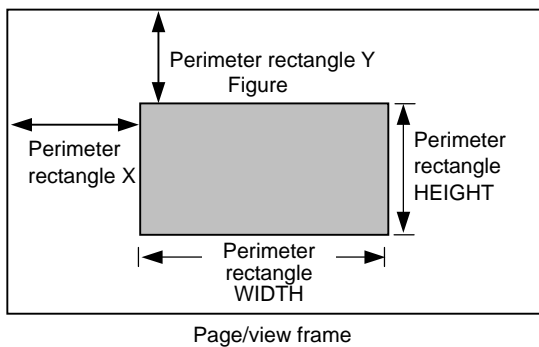 Perimeter rectangle Y
Figure
Perimeter
rectangle X
Perimeter
rectangle
HEIGHT
Perimeter
rectangle
WIDTH
Page/view frame